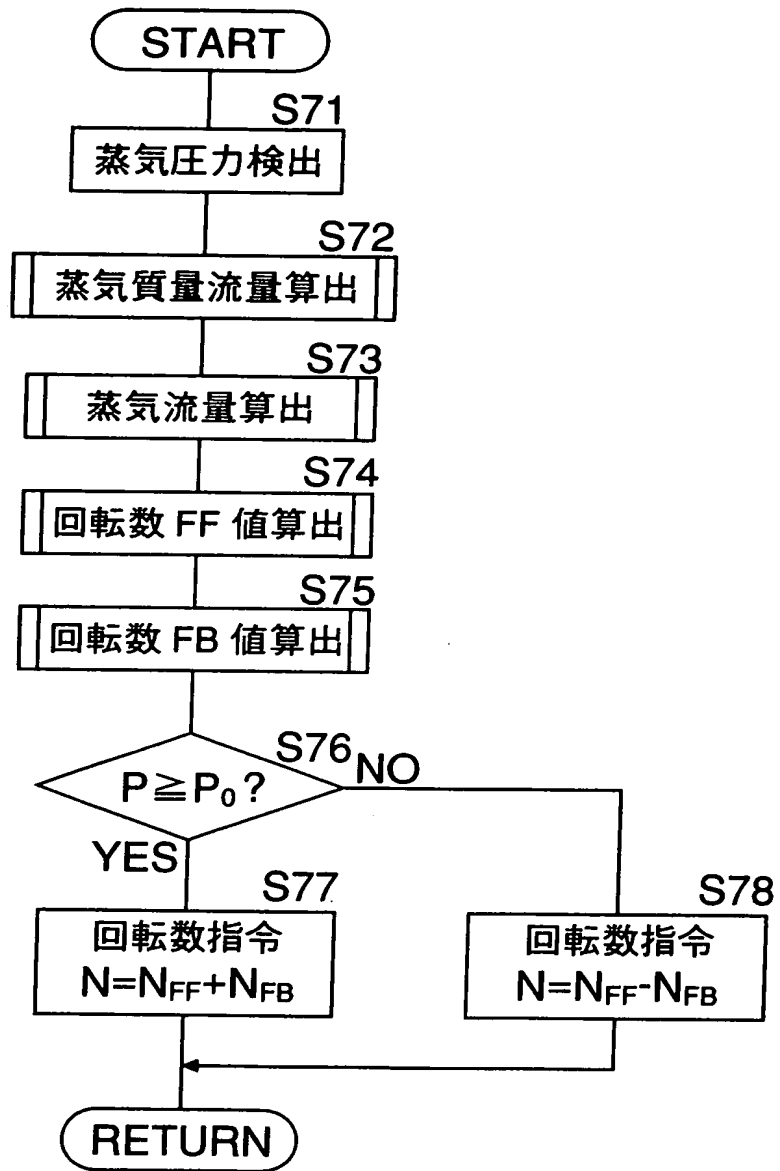 START
S71
蒸気圧力検出
S72
蒸気質量流量算出
S73
蒸気流量算出
S74
回転数 FF 値算出
S75
回転数 FB 値算出
S76
P≧P₀?
NO
YES
S77
回転数指令
N=N_FF+N_FB
S78
回転数指令
N=N_FF-N_FB
RETURN